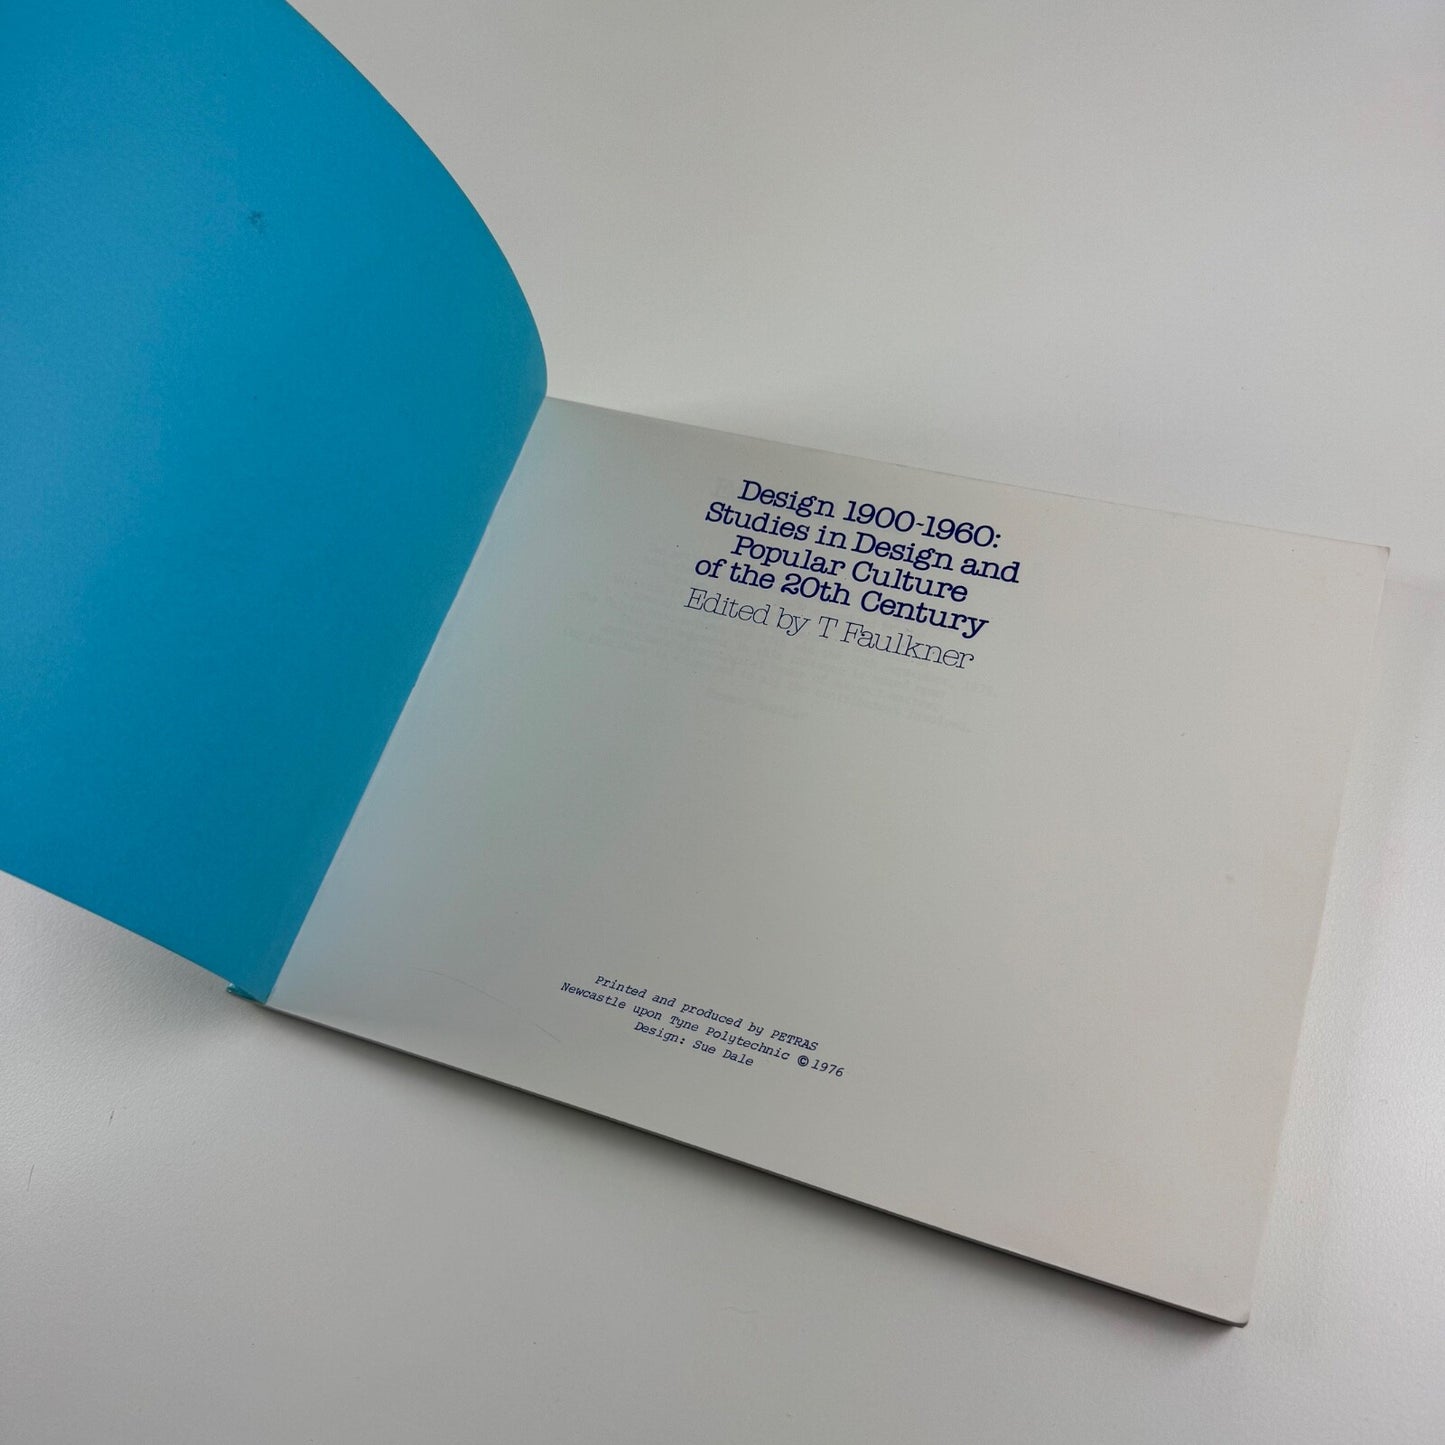 Design 1900-1960:
Studies in Design and
Popular Culture
of the 20th Century
Edited by T Faulkner
Printed and produced by PETRAS
Newcastle upon Tyne Polytechnic © 1976
Design: Sue Dale